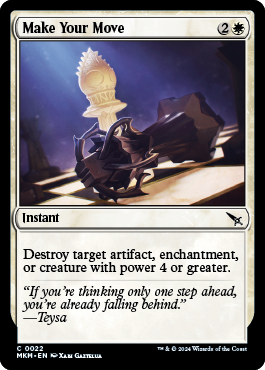 Make Your Move 2
Instant
Destroy target artifact, enchantment,
or creature with power 4 or greater.
“If you’re thinking only one step ahead,
you’re already falling behind.”
—Teysa
C 0022
MKM • EN Xabi Gaztelua ™ & © 2024 Wizards of the Coast